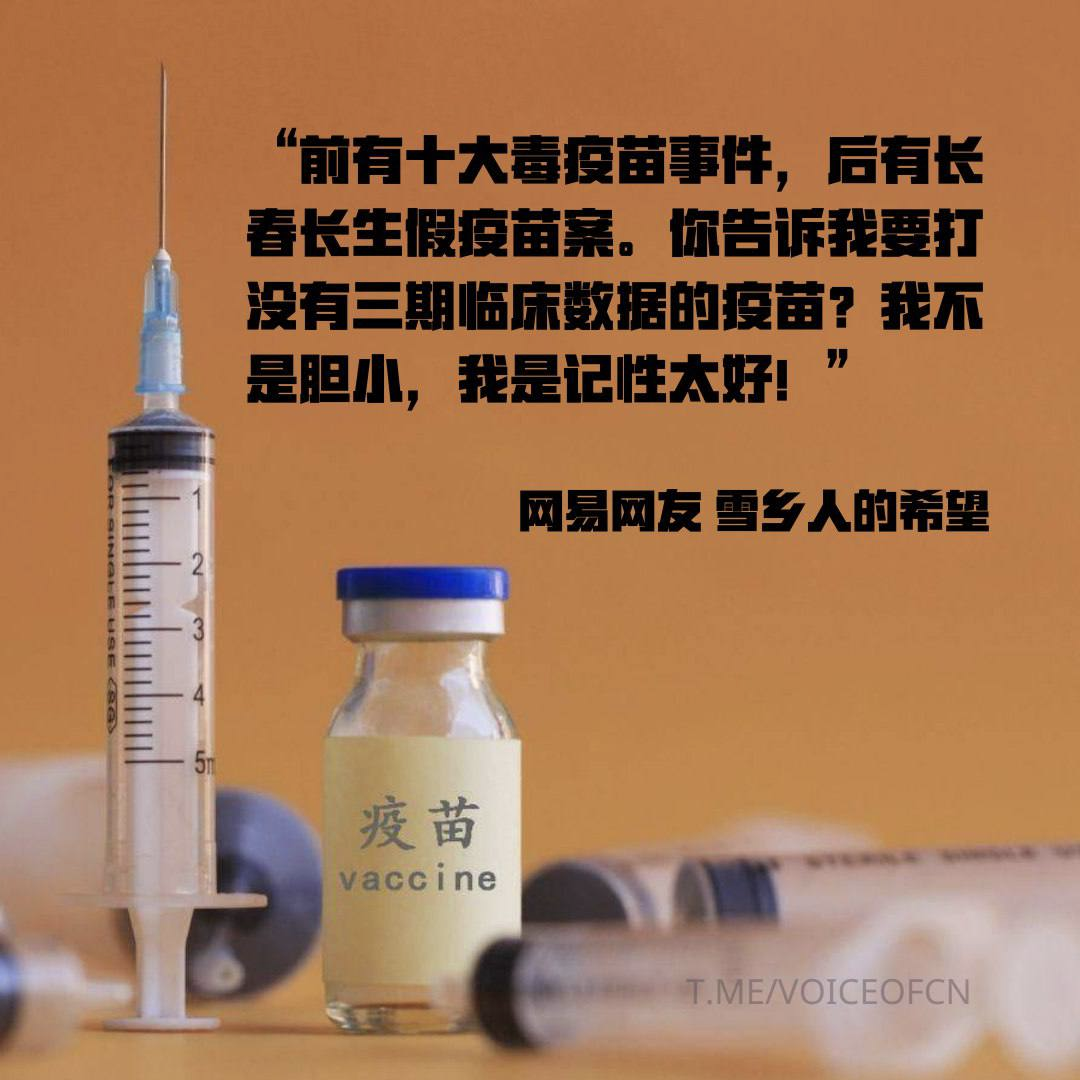 “前有十大毒疫苗事件，后有长
春长生假疫苗案。你告诉我要打
没有三期临床数据的疫苗？我不
是胆小，我是记性太好！”
网易网友 雪乡人的希望
FOR SINGLE USE
1
2
3
4
5m
疫苗
vaccine
STERILE SINGLE
T.ME/VOICEOFCN